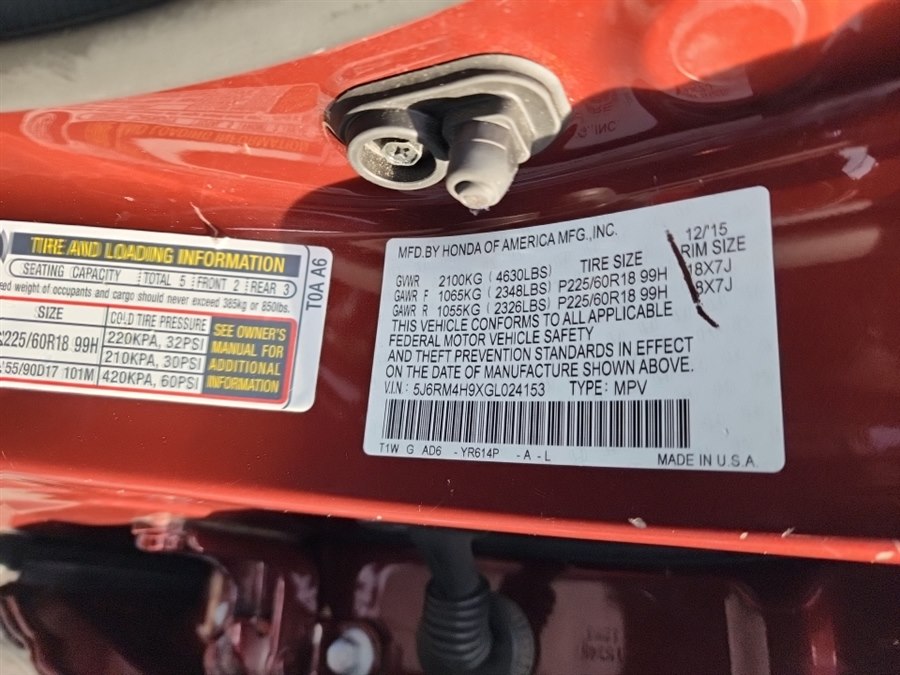 TIRE AND LOADING INFORMATION
SEATING CAPACITY TOTAL 5 FRONT 2 REAR 3
weight of occupants and cargo should never exceed 385kg or 850lbs.
SIZE COLD TIRE PRESSURE
225/60R18 99H 220KPA, 32PSI
210KPA, 30PSI
55/90D17 101M 420KPA, 60PSI
SEE OWNER'S
MANUAL FOR
ADDITIONAL
INFORMATION
T0A A6
MFD.BY HONDA OF AMERICA MFG.,INC. 12/'15
TIRE SIZE RIM SIZE
GVWR 2100KG (4630LBS)
GAWR F 1065KG (2348LBS) P225/60R18 99H 18X7J
GAWR R 1055KG (2326LBS) P225/60R18 99H 8X7J
THIS VEHICLE CONFORMS TO ALL APPLICABLE
FEDERAL MOTOR VEHICLE SAFETY
AND THEFT PREVENTION STANDARDS IN EFFECT
ON THE DATE OF MANUFACTURE SHOWN ABOVE.
V.I.N.: 5J6RM4H9XGL024153 TYPE: MPV
T1W G AD6 - YR614P - A - L
MADE IN U.S.A.